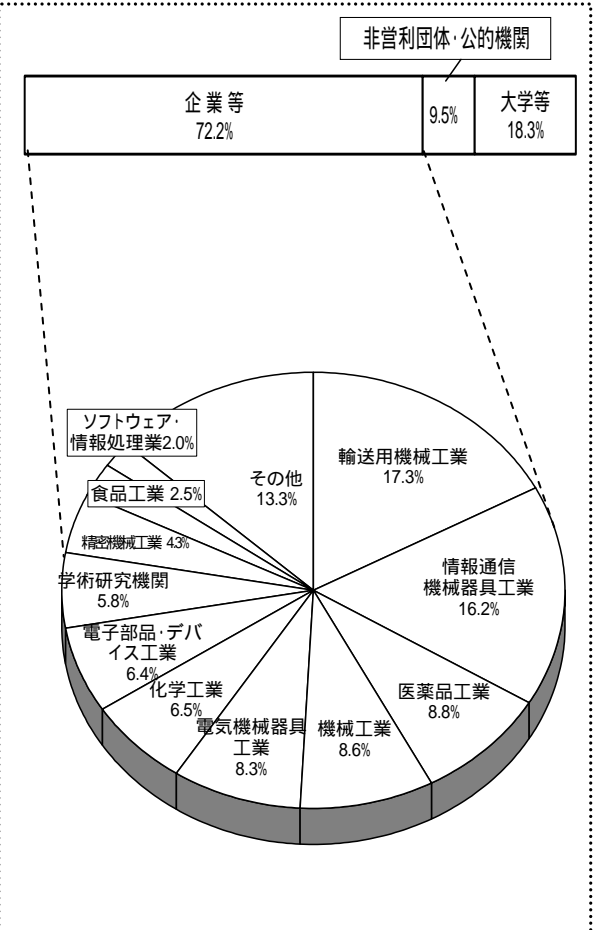 非営利団体・公的機関
企業等
72.2%
9.5%
大学等
18.3%
ソフトウェア・
情報処理業2.0%
食品工業 2.5%
精密機械工業 4.3%
学術研究機関
5.8%
電子部品・デバ
イス工業
6.4%
化学工業
6.5%
電気機械器具
工業
8.3%
機械工業
8.6%
医薬品工業
8.8%
情報通信
機械器具工業
16.2%
輸送用機械工業
17.3%
その他
13.3%